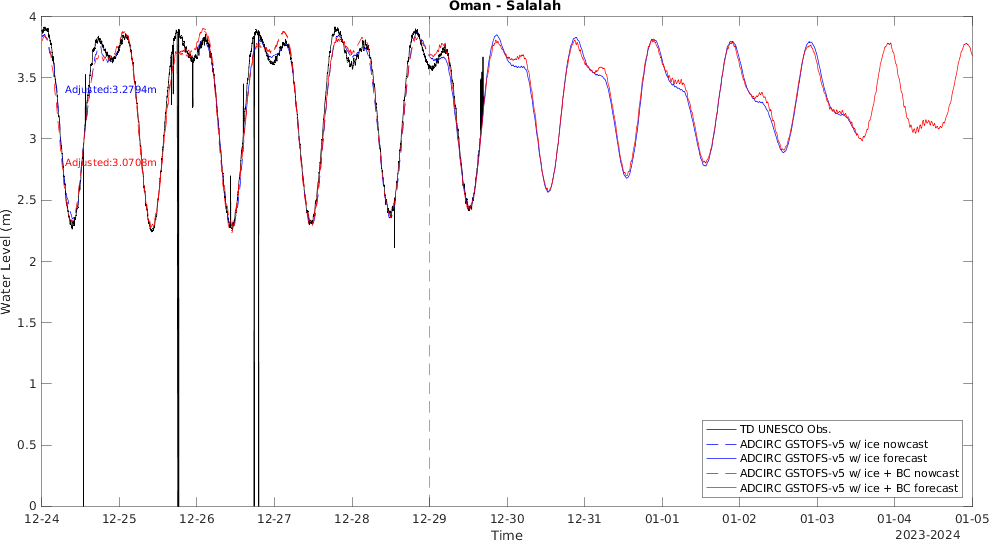 Oman - Salalah
4
3.5
3
2.5
2
1.5
1
0.5
0
Water Level (m)
Adjusted:3.2794m
Adjusted:3.0708m
TD UNESCO Obs.
ADCIRC GSTOFS-v5 w/ ice nowcast
ADCIRC GSTOFS-v5 w/ ice forecast
ADCIRC GSTOFS-v5 w/ ice + BC nowcast
ADCIRC GSTOFS-v5 w/ ice + BC forecast
12-24 12-25 12-26 12-27 12-28 12-29 12-30 12-31 01-01 01-02 01-03 01-04 01-05
Time
2023-2024